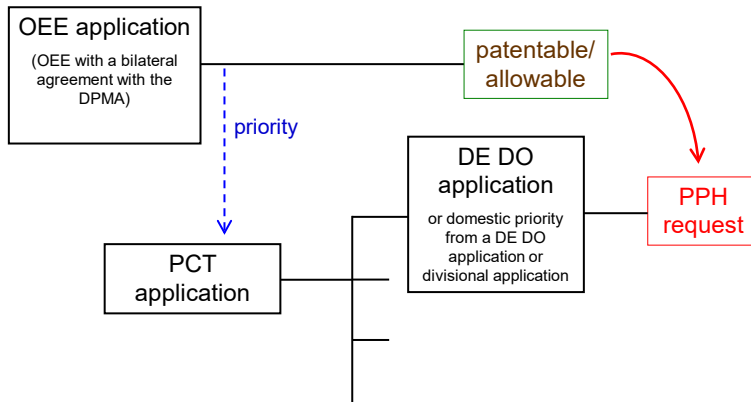 OEE application
(OEE with a bilateral
agreement with the
DPMA)
patentable/
allowable
priority
DE DO
application
or domestic priority
from a DE DO
application or
divisional application
PPH
request
PCT
application